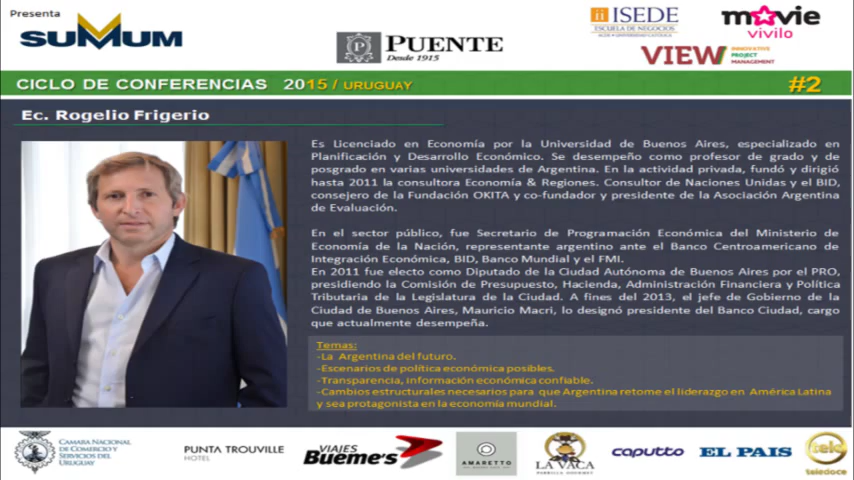 Presenta
SUMMUM
PUENTE
Desde 1915
ISEDE
ESCUELA DE NEGOCIOS
movie
vivilo
VIEW INNOVATIVE PROJECT MANAGEMENT
CICLO DE CONFERENCIAS 2015 / URUGUAY #2
Ec. Rogelio Frigerio
Es Licenciado en Economía por la Universidad de Buenos Aires, especializado en
Planificación y Desarrollo Económico. Se desempeño como profesor de grado y de
posgrado en varias universidades de Argentina. En la actividad privada, fundó y dirigió
hasta 2011 la consultora Economía & Regiones. Consultor de Naciones Unidas y el BID,
consejero de la Fundación OKITA y co-fundador y presidente de la Asociación Argentina
de Evaluación.
En el sector público, fue Secretario de Programación Económica del Ministerio de
Economía de la Nación, representante argentino ante el Banco Centroamericano de
Integración Económica, BID, Banco Mundial y el FMI.
En 2011 fue electo como Diputado de la Ciudad Autónoma de Buenos Aires por el PRO,
presidiendo la Comisión de Presupuesto, Hacienda, Administración Financiera y Política
Tributaria de la Legislatura de la Ciudad. A fines del 2013, el jefe de Gobierno de la
Ciudad de Buenos Aires, Mauricio Macri, lo designó presidente del Banco Ciudad, cargo
que actualmente desempeña.
Temas:
-La Argentina del futuro.
-Escenarios de política económica posibles.
-Transparencia, información económica confiable.
-Cambios estructurales necesarios para que Argentina retome el liderazgo en América Latina
y sea protagonista en la economía mundial.
CAMARA NACIONAL
DE COMERCIO Y
SERVICIOS DEL
URUGUAY
PUNTA TROUVILLE
HOTEL
VIAJES
Bueme's
AMARETTO
LA VACA
PARRILLA GOURMET
caputto
EL PAIS
tele
teledoce